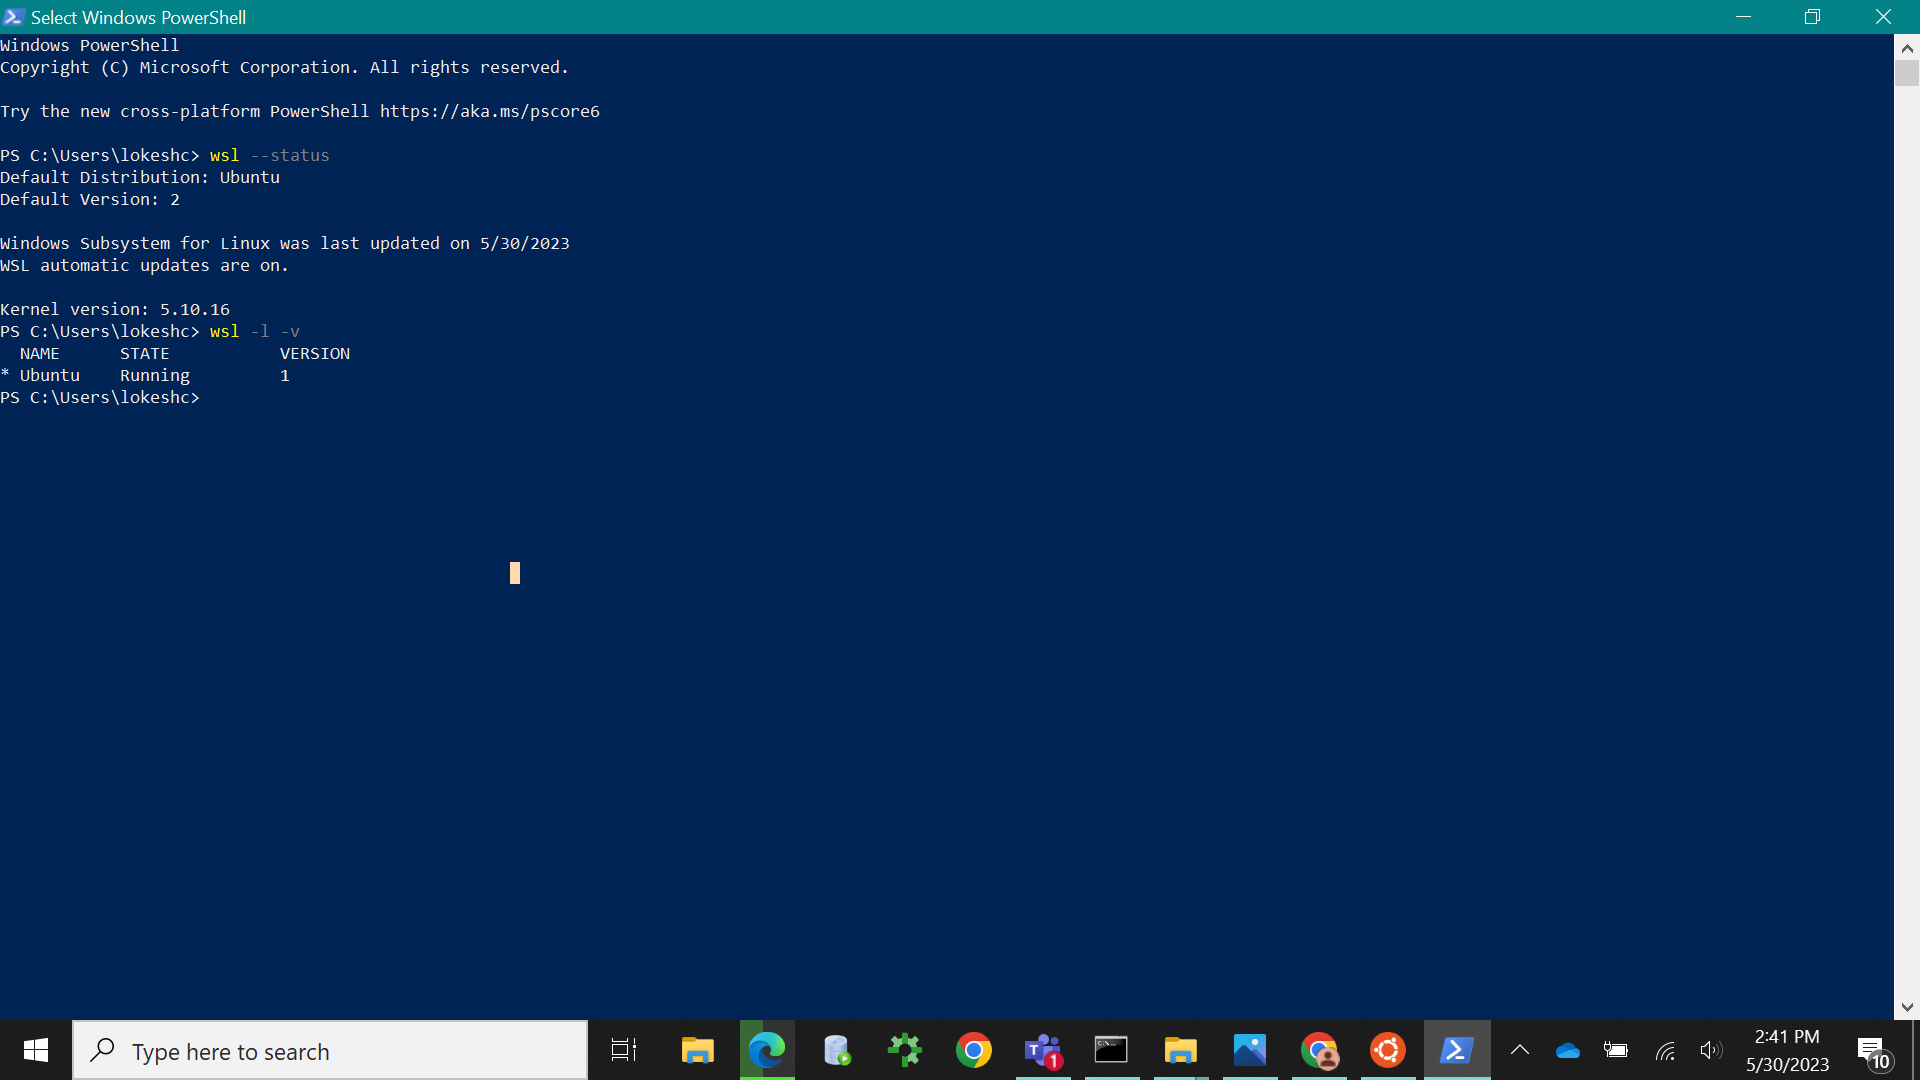 Select Windows PowerShell
Windows PowerShell
Copyright (C) Microsoft Corporation. All rights reserved.
Try the new cross-platform PowerShell https://aka.ms/pscore6
PS C:\Users\lokeshc> wsl --status
Default Distribution: Ubuntu
Default Version: 2
Windows Subsystem for Linux was last updated on 5/30/2023
WSL automatic updates are on.
Kernel version: 5.10.16
PS C:\Users\lokeshc> wsl -l -v
  NAME      STATE           VERSION
* Ubuntu    Running         1
PS C:\Users\lokeshc>
Type here to search
1
2:41 PM
5/30/2023
10